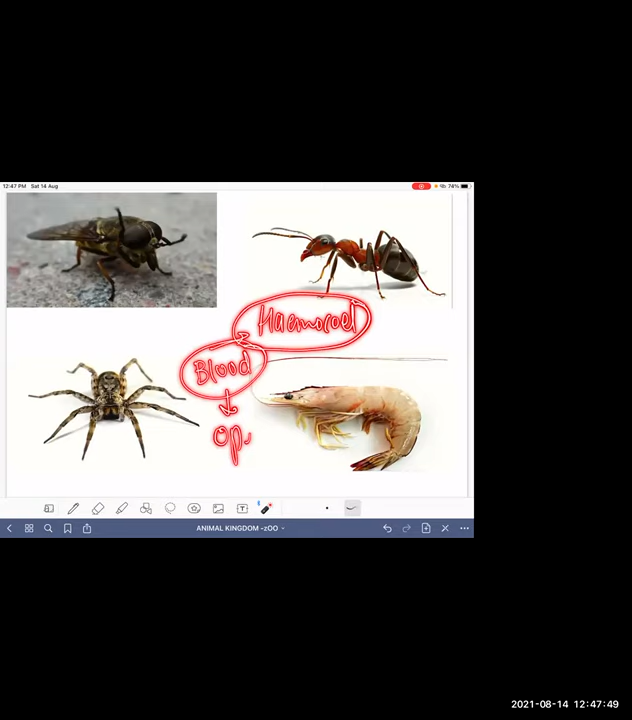 12:47 PM Sat 14 Aug
74%
Haemocoel
Blood
op.
T
ANIMAL KINGDOM -zOO
2021-08-14 12:47:49